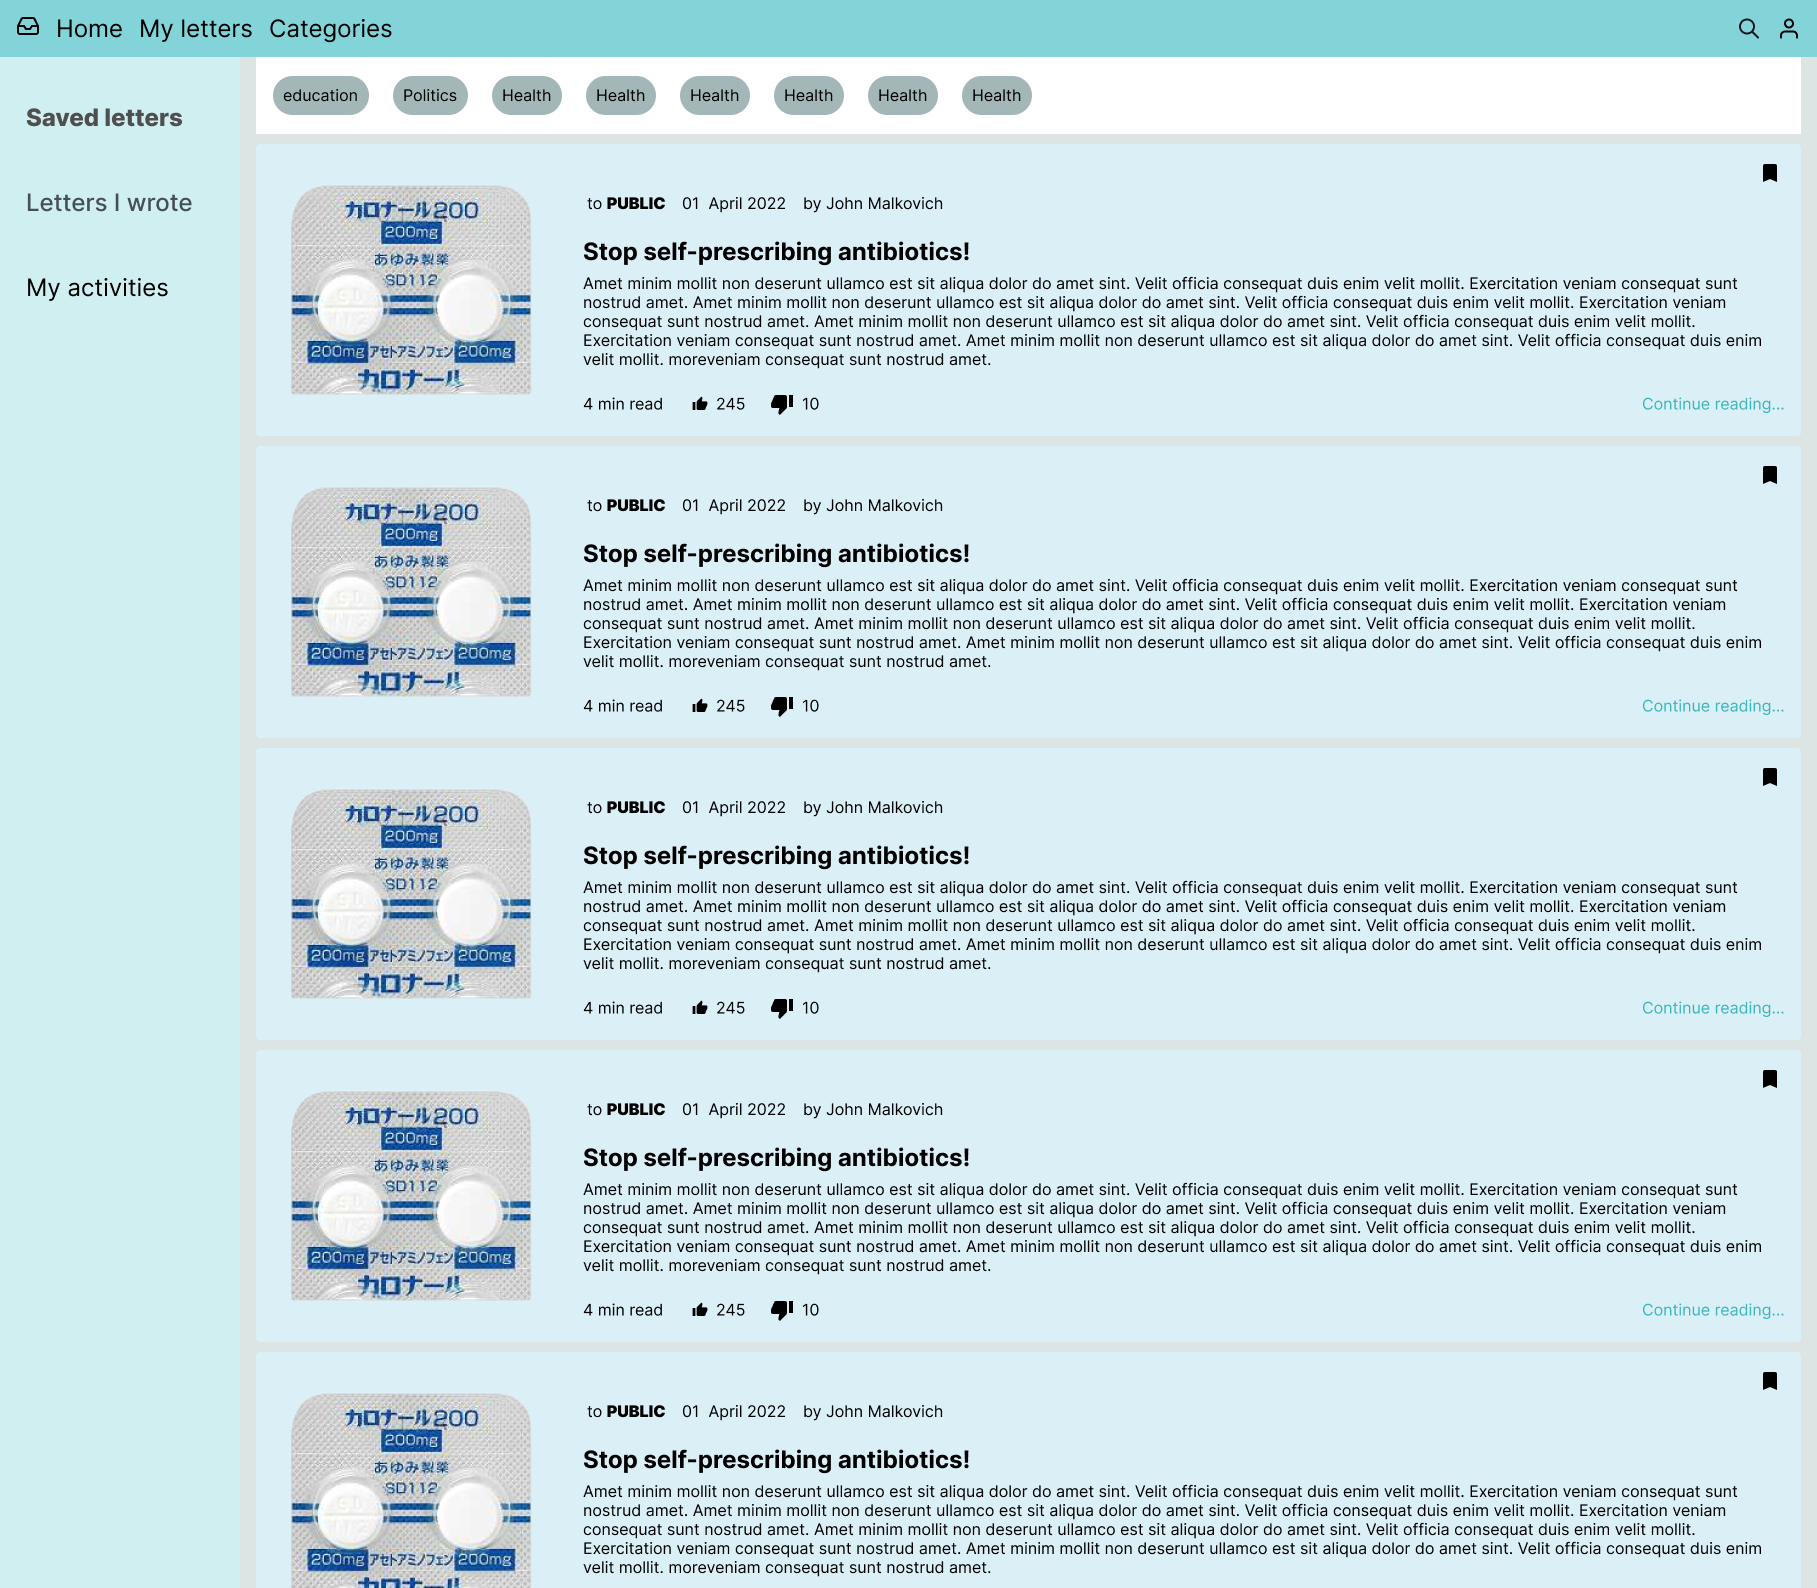 Home My letters Categories
Saved letters
Letters I wrote
My activities
education Politics Health Health Health Health Health Health
カロナール200
200mg
あゆみ製薬
SD112
200mg アセトアミノフェン 200mg
カロナール
to PUBLIC 01 April 2022 by John Malkovich
Stop self-prescribing antibiotics!
Amet minim mollit non deserunt ullamco est sit aliqua dolor do amet sint. Velit officia consequat duis enim velit mollit. Exercitation veniam consequat sunt
nostrud amet. Amet minim mollit non deserunt ullamco est sit aliqua dolor do amet sint. Velit officia consequat duis enim velit mollit. Exercitation veniam
consequat sunt nostrud amet. Amet minim mollit non deserunt ullamco est sit aliqua dolor do amet sint. Velit officia consequat duis enim velit mollit.
Exercitation veniam consequat sunt nostrud amet. Amet minim mollit non deserunt ullamco est sit aliqua dolor do amet sint. Velit officia consequat duis enim
velit mollit. moreveniam consequat sunt nostrud amet.
4 min read 245 10 Continue reading...
カロナール200
200mg
あゆみ製薬
SD112
200mg アセトアミノフェン 200mg
カロナール
to PUBLIC 01 April 2022 by John Malkovich
Stop self-prescribing antibiotics!
Amet minim mollit non deserunt ullamco est sit aliqua dolor do amet sint. Velit officia consequat duis enim velit mollit. Exercitation veniam consequat sunt
nostrud amet. Amet minim mollit non deserunt ullamco est sit aliqua dolor do amet sint. Velit officia consequat duis enim velit mollit. Exercitation veniam
consequat sunt nostrud amet. Amet minim mollit non deserunt ullamco est sit aliqua dolor do amet sint. Velit officia consequat duis enim velit mollit.
Exercitation veniam consequat sunt nostrud amet. Amet minim mollit non deserunt ullamco est sit aliqua dolor do amet sint. Velit officia consequat duis enim
velit mollit. moreveniam consequat sunt nostrud amet.
4 min read 245 10 Continue reading...
カロナール200
200mg
あゆみ製薬
SD112
200mg アセトアミノフェン 200mg
カロナール
to PUBLIC 01 April 2022 by John Malkovich
Stop self-prescribing antibiotics!
Amet minim mollit non deserunt ullamco est sit aliqua dolor do amet sint. Velit officia consequat duis enim velit mollit. Exercitation veniam consequat sunt
nostrud amet. Amet minim mollit non deserunt ullamco est sit aliqua dolor do amet sint. Velit officia consequat duis enim velit mollit. Exercitation veniam
consequat sunt nostrud amet. Amet minim mollit non deserunt ullamco est sit aliqua dolor do amet sint. Velit officia consequat duis enim velit mollit.
Exercitation veniam consequat sunt nostrud amet. Amet minim mollit non deserunt ullamco est sit aliqua dolor do amet sint. Velit officia consequat duis enim
velit mollit. moreveniam consequat sunt nostrud amet.
4 min read 245 10 Continue reading...
カロナール200
200mg
あゆみ製薬
SD112
200mg アセトアミノフェン 200mg
カロナール
to PUBLIC 01 April 2022 by John Malkovich
Stop self-prescribing antibiotics!
Amet minim mollit non deserunt ullamco est sit aliqua dolor do amet sint. Velit officia consequat duis enim velit mollit. Exercitation veniam consequat sunt
nostrud amet. Amet minim mollit non deserunt ullamco est sit aliqua dolor do amet sint. Velit officia consequat duis enim velit mollit. Exercitation veniam
consequat sunt nostrud amet. Amet minim mollit non deserunt ullamco est sit aliqua dolor do amet sint. Velit officia consequat duis enim velit mollit.
Exercitation veniam consequat sunt nostrud amet. Amet minim mollit non deserunt ullamco est sit aliqua dolor do amet sint. Velit officia consequat duis enim
velit mollit. moreveniam consequat sunt nostrud amet.
4 min read 245 10 Continue reading...
カロナール200
200mg
あゆみ製薬
SD112
200mg アセトアミノフェン 200mg
to PUBLIC 01 April 2022 by John Malkovich
Stop self-prescribing antibiotics!
Amet minim mollit non deserunt ullamco est sit aliqua dolor do amet sint. Velit officia consequat duis enim velit mollit. Exercitation veniam consequat sunt
nostrud amet. Amet minim mollit non deserunt ullamco est sit aliqua dolor do amet sint. Velit officia consequat duis enim velit mollit. Exercitation veniam
consequat sunt nostrud amet. Amet minim mollit non deserunt ullamco est sit aliqua dolor do amet sint. Velit officia consequat duis enim velit mollit.
Exercitation veniam consequat sunt nostrud amet. Amet minim mollit non deserunt ullamco est sit aliqua dolor do amet sint. Velit officia consequat duis enim
velit mollit. moreveniam consequat sunt nostrud amet.